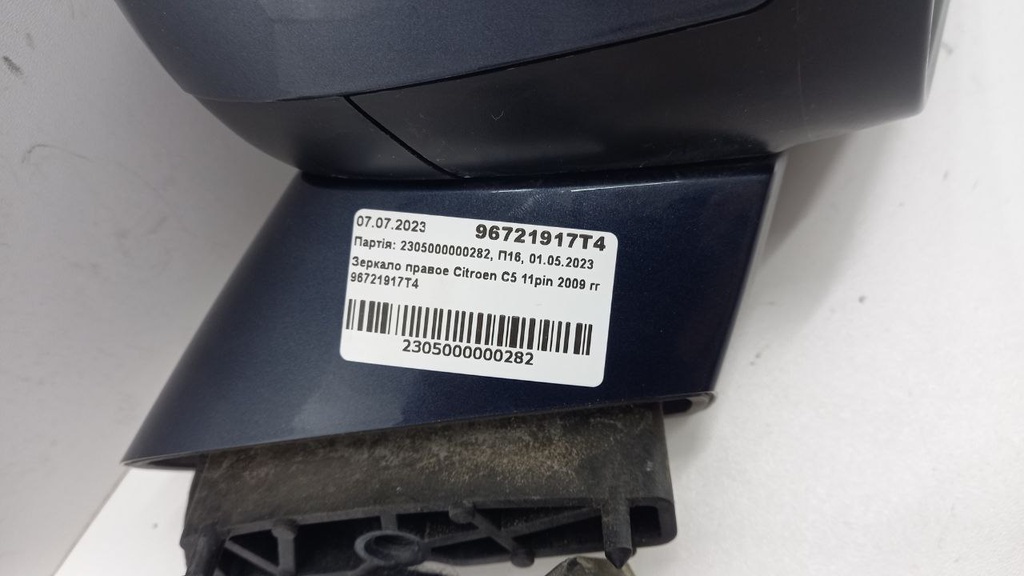 07.07.2023 96721917T4
Партія: 2305000000282, П16, 01.05.2023
Зеркало правое Citroen C5 11pin 2009 гг
96721917T4
2305000000282